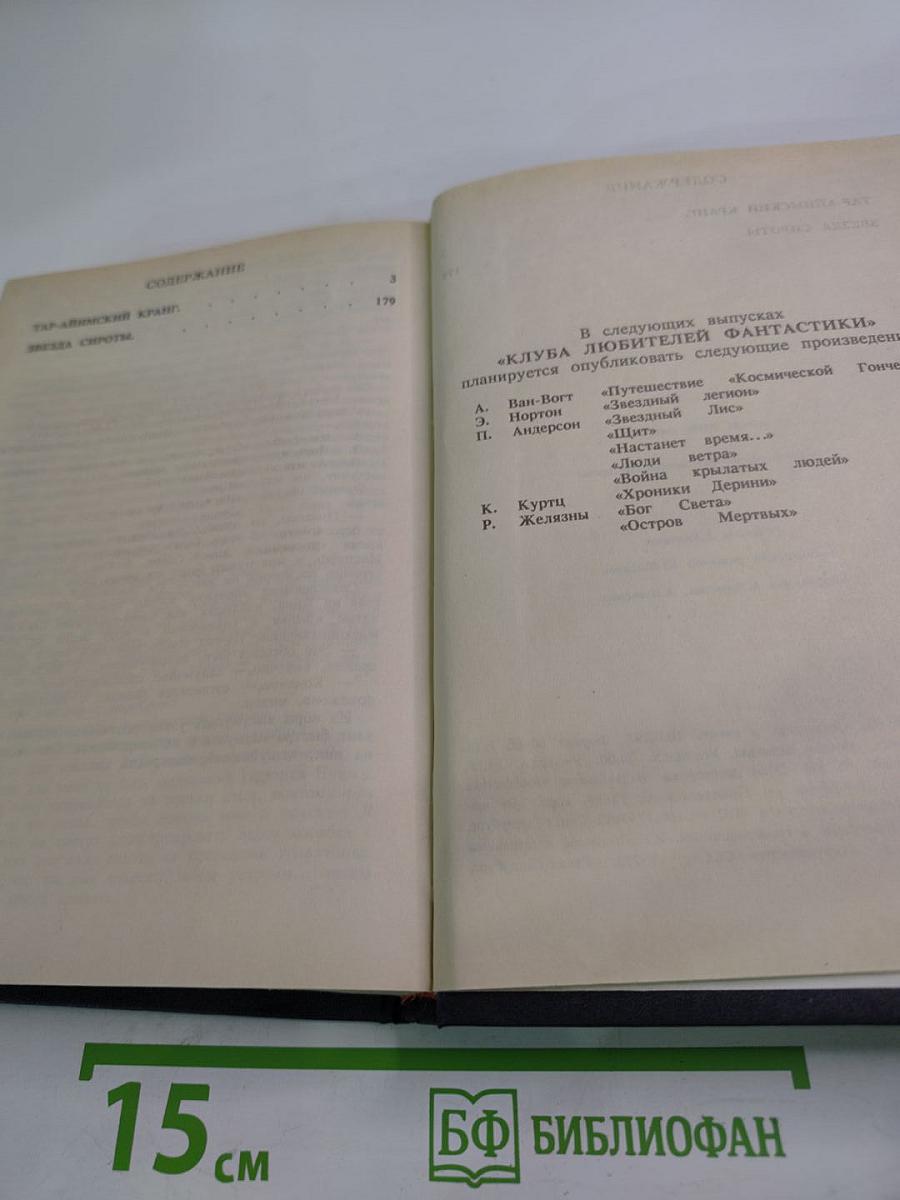 СОДЕРЖАНИЕ
ТАР-АЙИМСКИЙ КРАНГ. . . . . . . . 3
ЗВЕЗДА СИРОТЫ. . . . . . . . 179
В следующих выпусках
«КЛУБА ЛЮБИТЕЛЕЙ ФАНТАСТИКИ»
планируется опубликовать следующие произведени
А. Ван-Вогт «Путешествие «Космической Гонче
Э. Нортон «Звездный легион»
П. Андерсон «Звездный Лис»
«Щит»
«Настанет время...»
«Люди ветра»
«Война крылатых людей»
К. Куртц «Хроники Дерини»
Р. Желязны «Бог Света»
«Остров Мертвых»
15 см
БФ БИБЛИОФАН